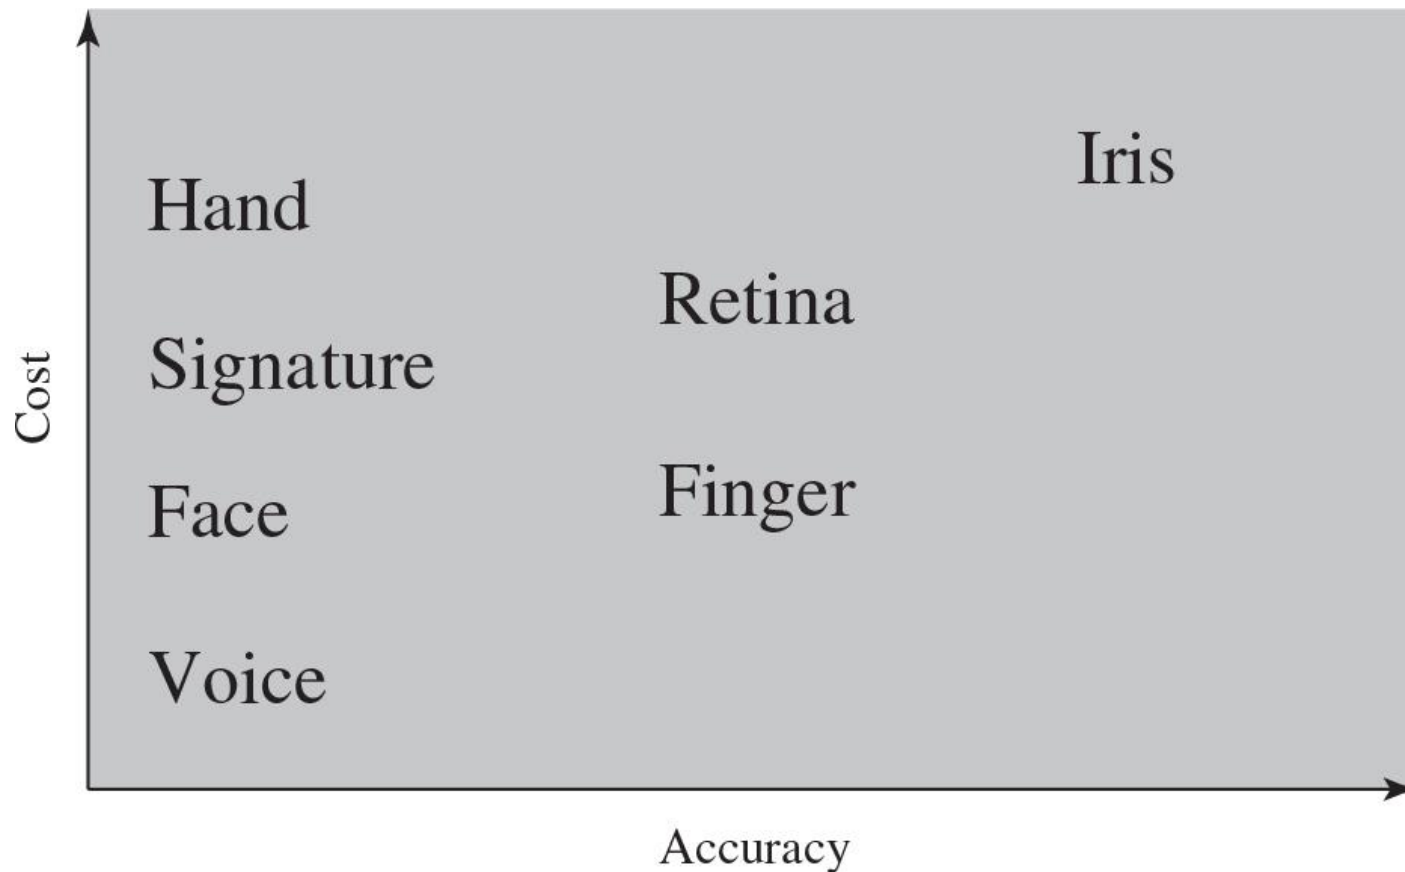 Iris
Hand
Retina
Signature
Cost
Finger
Face
Voice
Accuracy